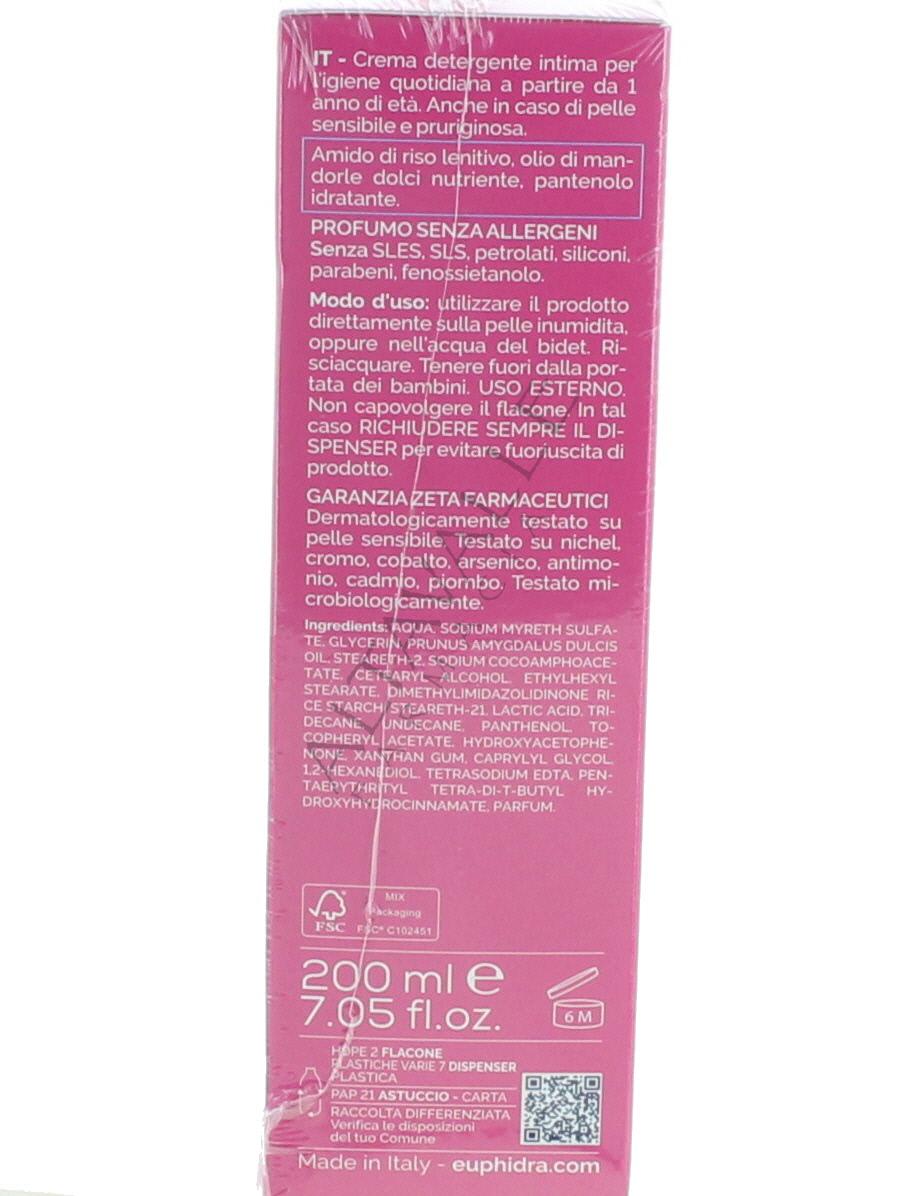 IT - Crema detergente intima per
l'igiene quotidiana a partire da 1
anno di età. Anche in caso di pelle
sensibile e pruriginosa.
Amido di riso lenitivo, olio di man-
dorle dolci nutriente, pantenolo
idratante.
PROFUMO SENZA ALLERGENI
Senza SLES, SLS, petrolati, siliconi,
parabeni, fenossietanolo.
Modo d'uso: utilizzare il prodotto
direttamente sulla pelle inumidita,
oppure nell'acqua del bidet. Ri-
sciacquare. Tenere fuori dalla por-
tata dei bambini. USO ESTERNO.
Non capovolgere il flacone. In tal
caso RICHIUDERE SEMPRE IL DI-
SPENSER per evitare fuoriuscita di
prodotto.
GARANZIA ZETA FARMACEUTICI
Dermatologicamente testato su
pelle sensibile. Testato su nichel,
cromo, cobalto, arsenico, antimo-
nio, cadmio, piombo. Testato mi-
crobiologicamente.
Ingredients: AQUA, SODIUM MYRETH SULFA-
TE, GLYCERIN, PRUNUS AMYGDALUS DULCIS
OIL, STEARETH-2, SODIUM COCOAMPHOACE-
TATE, CETEARYL ALCOHOL, ETHYLHEXYL
STEARATE, DIMETHYLIMIDAZOLIDINONE RI-
CE STARCH, STEARETH-21, LACTIC ACID, TRI-
DECANE, UNDECANE, PANTHENOL, TO-
COPHERYL ACETATE, HYDROXYACETOPHE-
NONE, XANTHAN GUM, CAPRYLYL GLYCOL,
1,2-HEXANEDIOL, TETRASODIUM EDTA, PEN-
TAERYTHRITYL TETRA-DI-T-BUTYL HY-
DROXYHYDROCINNAMATE, PARFUM.
ALTAVALLE
FARMACIA
MIX
Packaging
FSC FSC® C102451
200 ml e
7.05 fl.oz.
6 M
HDPE 2 FLACONE
PLASTICHE VARIE 7 DISPENSER
PLASTICA
PAP 21 ASTUCCIO - CARTA
RACCOLTA DIFFERENZIATA
Verifica le disposizioni
del tuo Comune
Made in Italy - euphidra.com